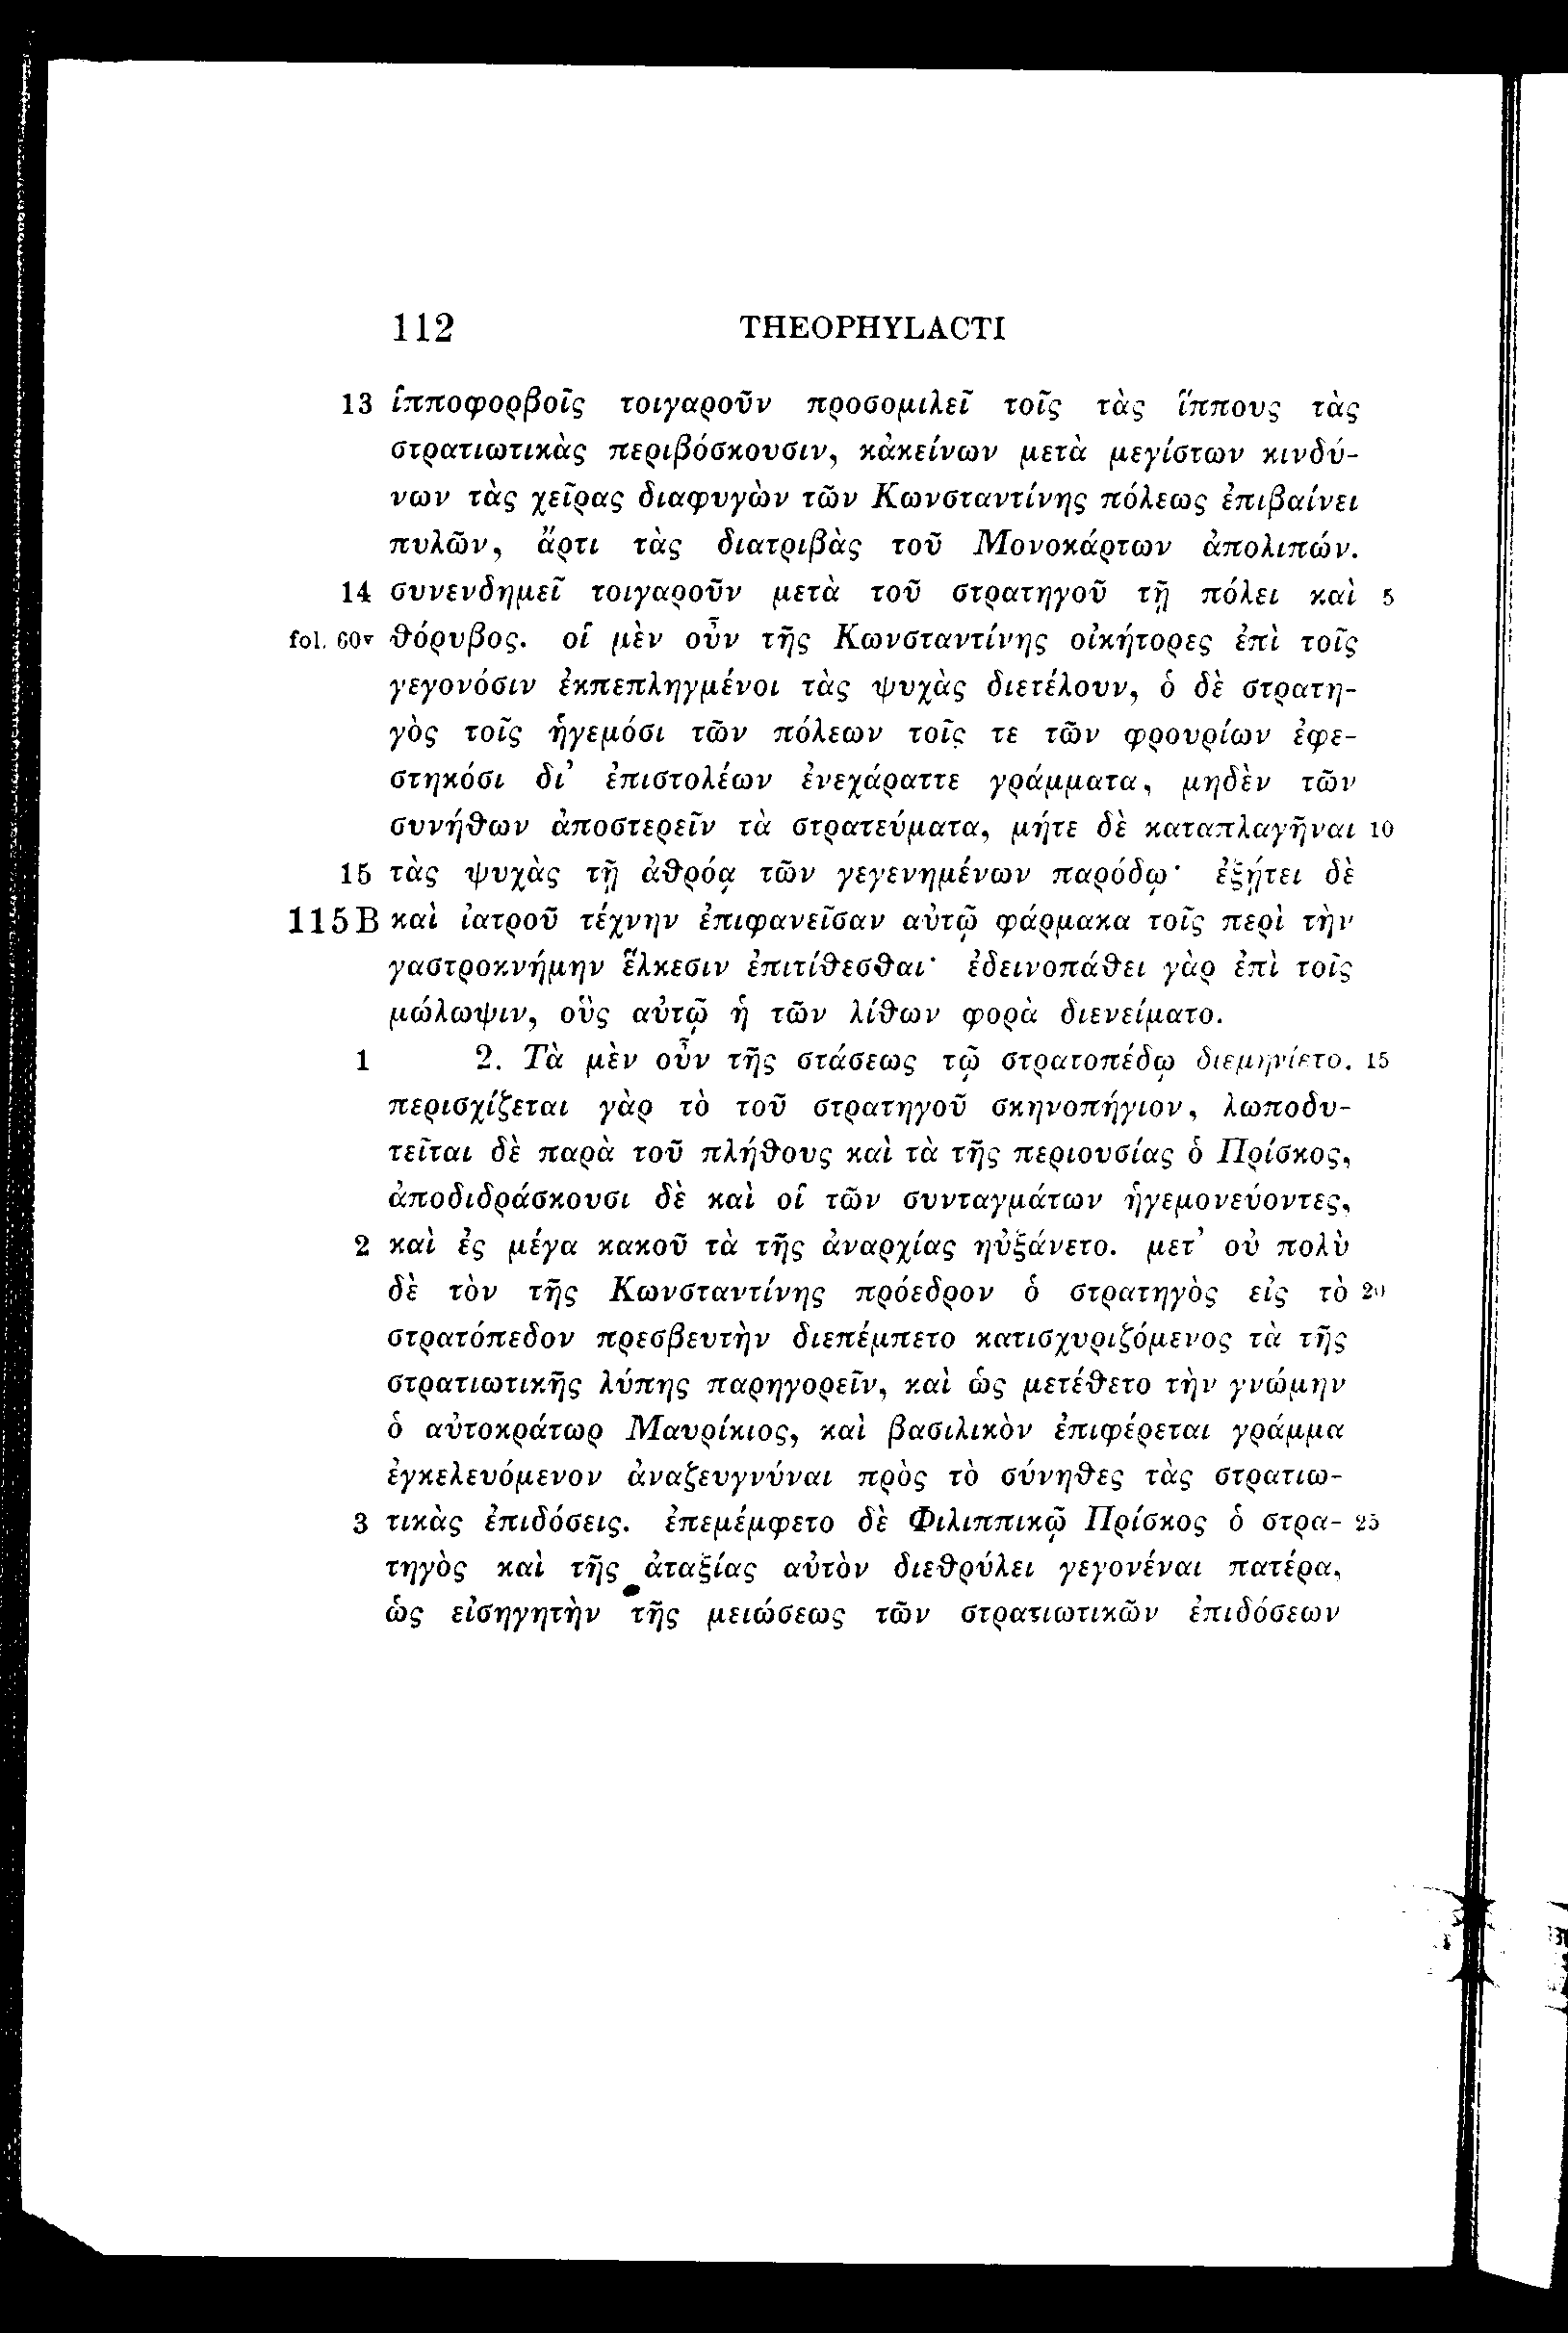 112 THEOPHYLACTI
13 ἱπποφορβοῖς τοιγαροῦν προσομιλεῖ τοῖς τὰς ἵππους τὰς
στρατιωτικὰς περιβόσκουσιν, κἀκείνων μετὰ μεγίστων κινδύ-
νων τὰς χεῖρας διαφυγὼν τῶν Κωνσταντίνης πόλεως ἐπιβαίνει
πυλῶν, ἄρτι τὰς διατριβὰς τοῦ Μονοκάρτων ἀπολιπών.
14 συνενδημεῖ τοιγαροῦν μετὰ τοῦ στρατηγοῦ τῇ πόλει καὶ 5
fol. 60v θόρυβος. οἱ μὲν οὖν τῆς Κωνσταντίνης οἰκήτορες ἐπὶ τοῖς
γεγονόσιν ἐκπεπληγμένοι τὰς ψυχὰς διετέλουν, ὁ δὲ στρατη-
γὸς τοῖς ἡγεμόσι τῶν πόλεων τοῖς τε τῶν φρουρίων ἐφε-
στηκόσι δι’ ἐπιστολέων ἐνεχάραττε γράμματα, μηδὲν τῶν
συνήθων ἀποστερεῖν τὰ στρατεύματα, μήτε δὲ καταπλαγῆναι 10
15 τὰς ψυχὰς τῇ ἀθρόᾳ τῶν γεγενημένων παρόδῳ· ἐξῄτει δὲ
115 B καὶ ἰατροῦ τέχνην ἐπιφανεῖσαν αὐτῷ φάρμακα τοῖς περὶ τὴν
γαστροκνήμην ἕλκεσιν ἐπιτίθεσθαι· ἐδεινοπάθει γὰρ ἐπὶ τοῖς
μώλωψιν, οὓς αὐτῷ ἡ τῶν λίθων φορὰ διενείματο.
1 2. Τὰ μὲν οὖν τῆς στάσεως τῷ στρατοπέδῳ διεμηνίετο. 15
περισχίζεται γὰρ τὸ τοῦ στρατηγοῦ σκηνοπήγιον, λωποδυ-
τεῖται δὲ παρὰ τοῦ πλήθους καὶ τὰ τῆς περιουσίας ὁ Πρίσκος,
ἀποδιδράσκουσι δὲ καὶ οἱ τῶν συνταγμάτων ἡγεμονεύοντες,
2 καὶ ἐς μέγα κακοῦ τὰ τῆς ἀναρχίας ηὐξάνετο. μετ’ οὐ πολὺ
δὲ τὸν τῆς Κωνσταντίνης πρόεδρον ὁ στρατηγὸς εἰς τὸ 20
στρατόπεδον πρεσβευτὴν διεπέμπετο κατισχυριζόμενος τὰ τῆς
στρατιωτικῆς λύπης παρηγορεῖν, καὶ ὡς μετέθετο τὴν γνώμην
ὁ αὐτοκράτωρ Μαυρίκιος, καὶ βασιλικὸν ἐπιφέρεται γράμμα
ἐγκελευόμενον ἀναζευγνύναι πρὸς τὸ σύνηθες τὰς στρατιω-
3 τικὰς ἐπιδόσεις. ἐπεμέμφετο δὲ Φιλιππικῷ Πρίσκος ὁ στρα- 25
τηγὸς καὶ τῆς ἀταξίας αὐτὸν διεθρύλει γεγονέναι πατέρα,
ὡς εἰσηγητὴν τῆς μειώσεως τῶν στρατιωτικῶν ἐπιδόσεων